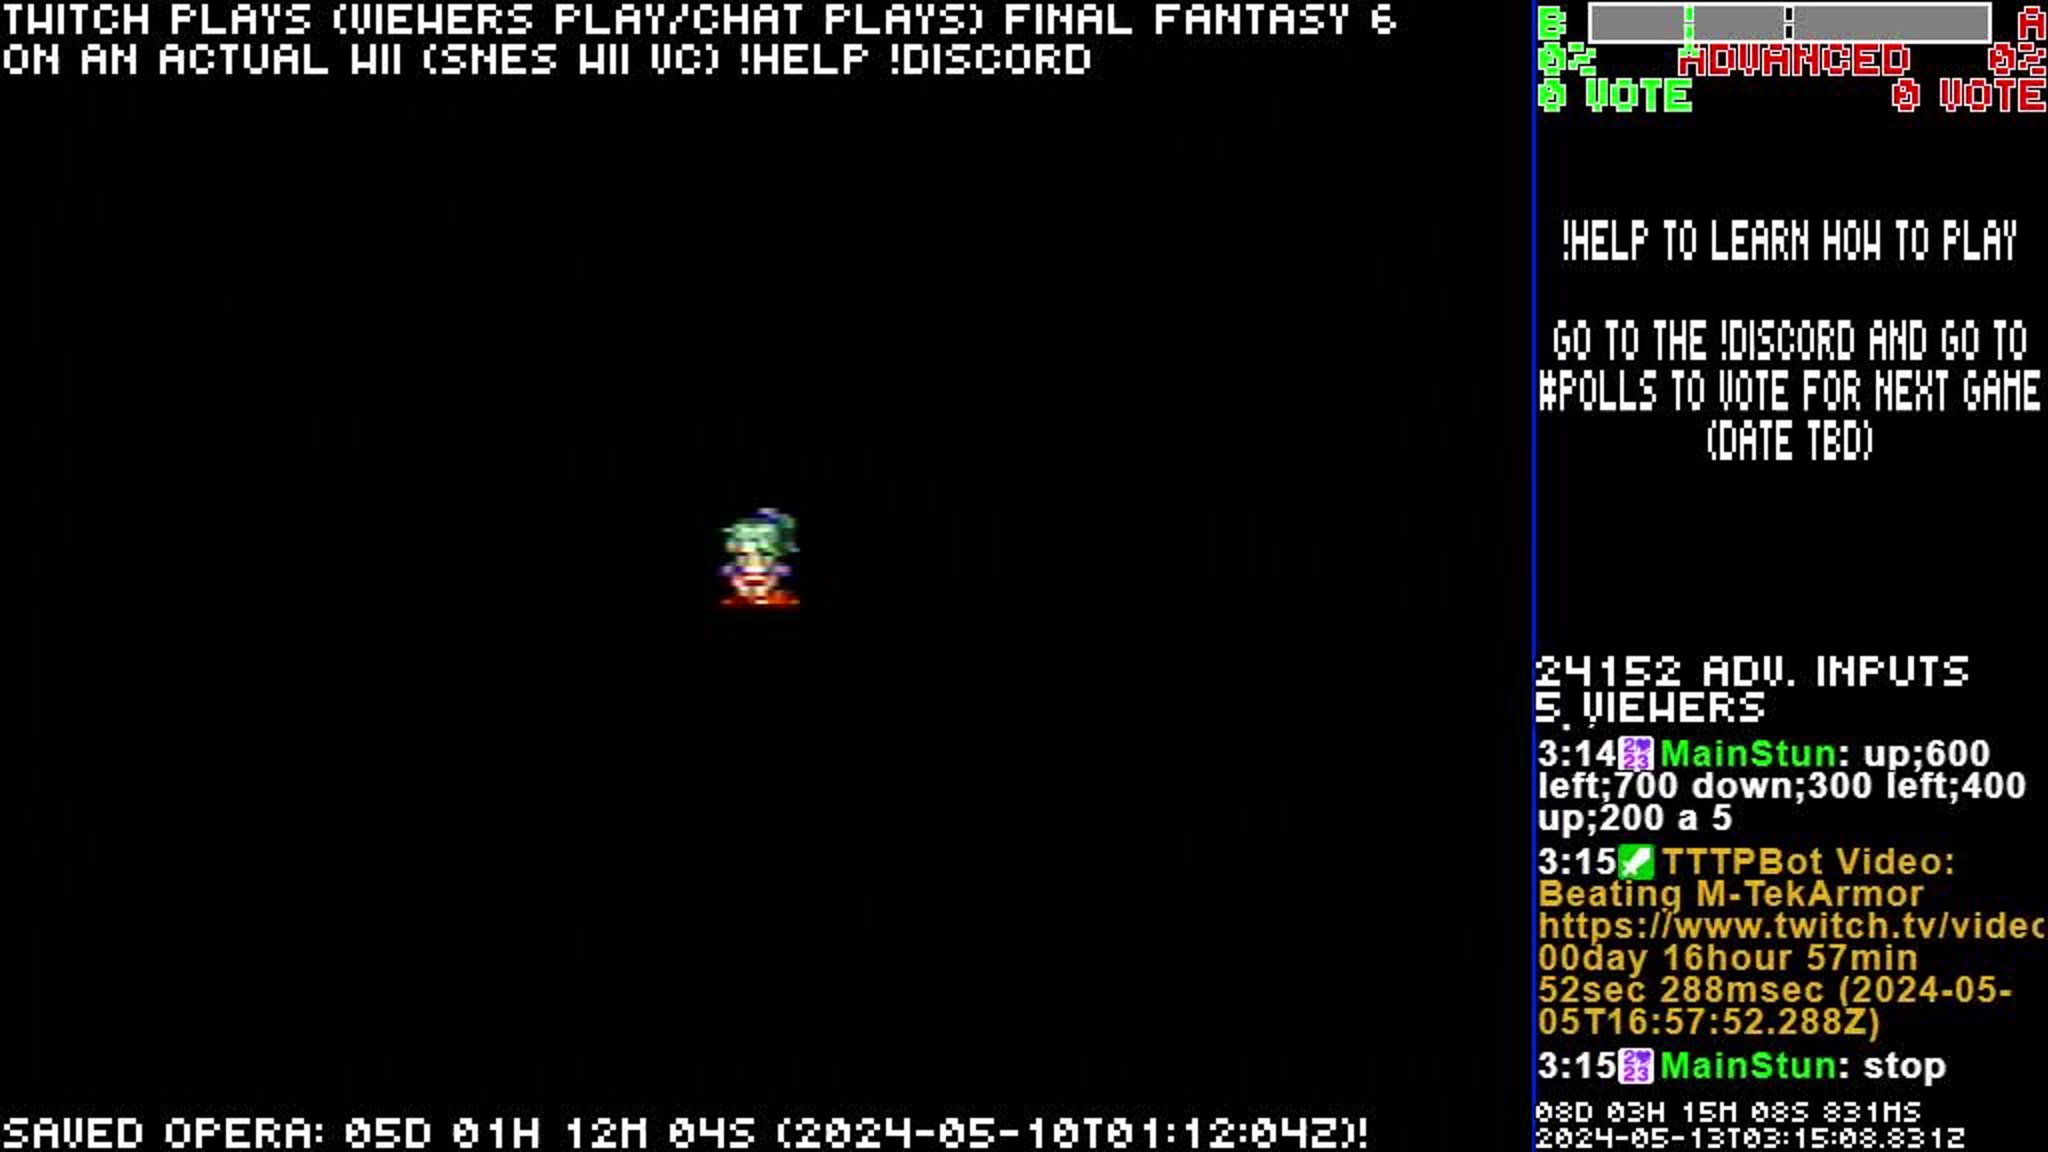 TWITCH PLAYS (VIEWERS PLAY/CHAT PLAYS) FINAL FANTASY 6
ON AN ACTUAL WII (SNES WII VC) !HELP !DISCORD
B A
0% ADVANCED 0%
0 VOTE 0 VOTE
!HELP TO LEARN HOW TO PLAY
GO TO THE !DISCORD AND GO TO
#POLLS TO VOTE FOR NEXT GAME
(DATE TBD)
24152 ADV. INPUTS
5 VIEWERS
3:14 MainStun: up;600
left;700 down;300 left;400
up;200 a 5
3:15 TTTPBot Video:
Beating M-TekArmor
https://www.twitch.tv/videc
00day 16hour 57min
52sec 288msec (2024-05-
05T16:57:52.288Z)
3:15 MainStun: stop
08D 03H 15M 08S 831MS
2024-05-13T03:15:08.831Z
SAVED OPERA: 05D 01H 12M 04S (2024-05-10T01:12:04Z)!